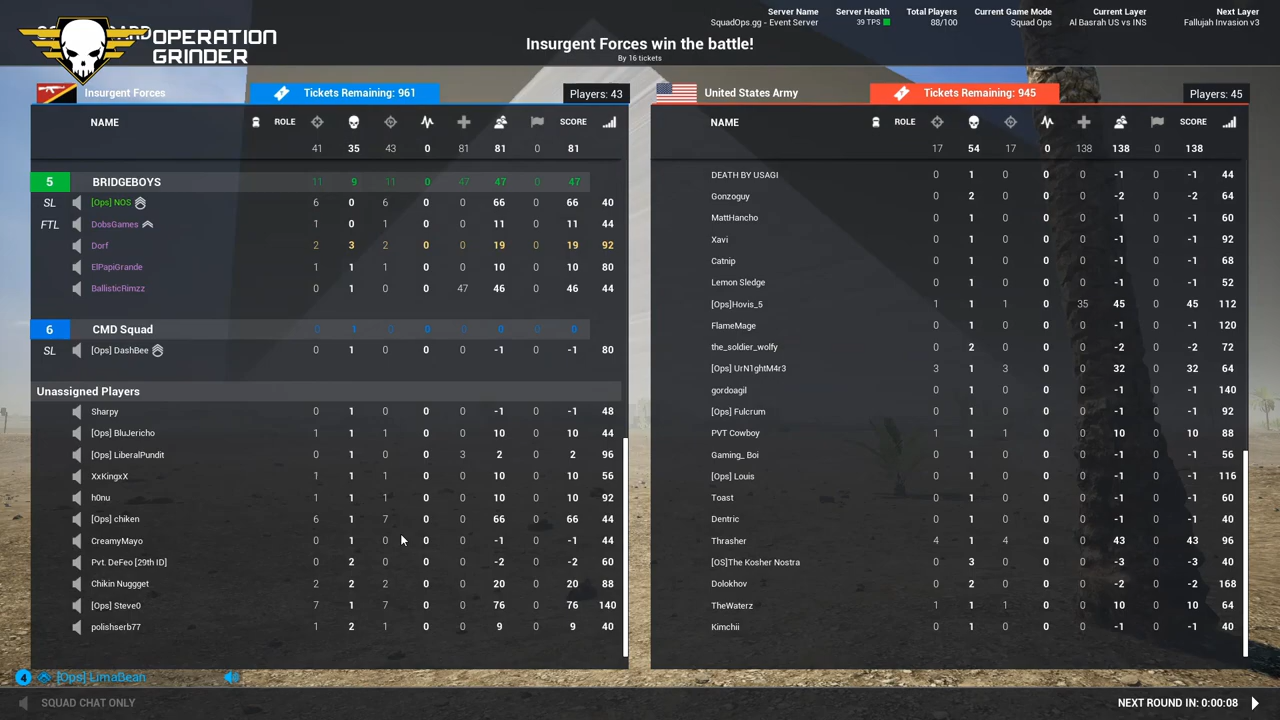 OPERATION
GRINDER
Insurgent Forces win the battle!
By 16 tickets
Server Name
SquadOps.gg - Event Server
Server Health
39 TPS
Total Players
88/100
Current Game Mode
Squad Ops
Current Layer
Al Basrah US vs INS
Next Layer
Fallujah Invasion v3
Insurgent Forces
Tickets Remaining: 961
Players: 43
NAME ROLE SCORE
41 35 43 0 81 81 0 81
5 BRIDGEBOYS 11 9 11 0 47 47 0 47
SL [Ops] NOS 6 0 6 0 0 66 0 66 40
FTL DobsGames 1 0 1 0 0 11 0 11 44
Dorf 2 3 2 0 0 19 0 19 92
ElPapiGrande 1 1 1 0 0 10 0 10 80
BallisticRimzz 0 1 0 0 47 46 0 46 44
6 CMD Squad 0 1 0 0 0 0 0 0
SL [Ops] DashBee 0 1 0 0 0 -1 0 -1 80
Unassigned Players
Sharpy 0 1 0 0 0 -1 0 -1 48
[Ops] BluJericho 1 1 1 0 0 10 0 10 44
[Ops] LiberalPundit 0 1 0 0 3 2 0 2 96
XxKingxX 1 1 1 0 0 10 0 10 56
h0nu 1 1 1 0 0 10 0 10 92
[Ops] chiken 6 1 7 0 0 66 0 66 44
CreamyMayo 0 1 0 0 0 -1 0 -1 44
Pvt. DeFeo [29th ID] 0 2 0 0 0 -2 0 -2 60
Chikin Nuggget 2 2 2 0 0 20 0 20 88
[Ops] Steve0 7 1 7 0 0 76 0 76 140
polishserb77 1 2 1 0 0 9 0 9 40
United States Army
Tickets Remaining: 945
Players: 45
NAME ROLE SCORE
17 54 17 0 138 138 0 138
DEATH BY USAGI 0 1 0 0 0 -1 0 -1 44
Gonzoguy 0 2 0 0 0 -2 0 -2 64
MattHancho 0 1 0 0 0 -1 0 -1 60
Xavi 0 1 0 0 0 -1 0 -1 92
Catnip 0 1 0 0 0 -1 0 -1 68
Lemon Sledge 0 1 0 0 0 -1 0 -1 52
[Ops]Hovis_5 1 1 1 0 35 45 0 45 112
FlameMage 0 1 0 0 0 -1 0 -1 120
the_soldier_wolfy 0 2 0 0 0 -2 0 -2 72
[Ops] UrN1ghtM4r3 3 1 3 0 0 32 0 32 64
gordoagil 0 1 0 0 0 -1 0 -1 140
[Ops] Fulcrum 0 1 0 0 0 -1 0 -1 92
PVT Cowboy 1 1 1 0 0 10 0 10 88
Gaming_ Boi 0 1 0 0 0 -1 0 -1 56
[Ops] Louis 0 1 0 0 0 -1 0 -1 116
Toast 0 1 0 0 0 -1 0 -1 60
Dentric 0 1 0 0 0 -1 0 -1 40
Thrasher 4 1 4 0 0 43 0 43 96
[OS]The Kosher Nostra 0 3 0 0 0 -3 0 -3 40
Dolokhov 0 2 0 0 0 -2 0 -2 168
TheWaterz 1 1 1 0 0 10 0 10 64
Kimchii 0 1 0 0 0 -1 0 -1 40
4 [Ops] LimaBean
SQUAD CHAT ONLY
NEXT ROUND IN: 0:00:08